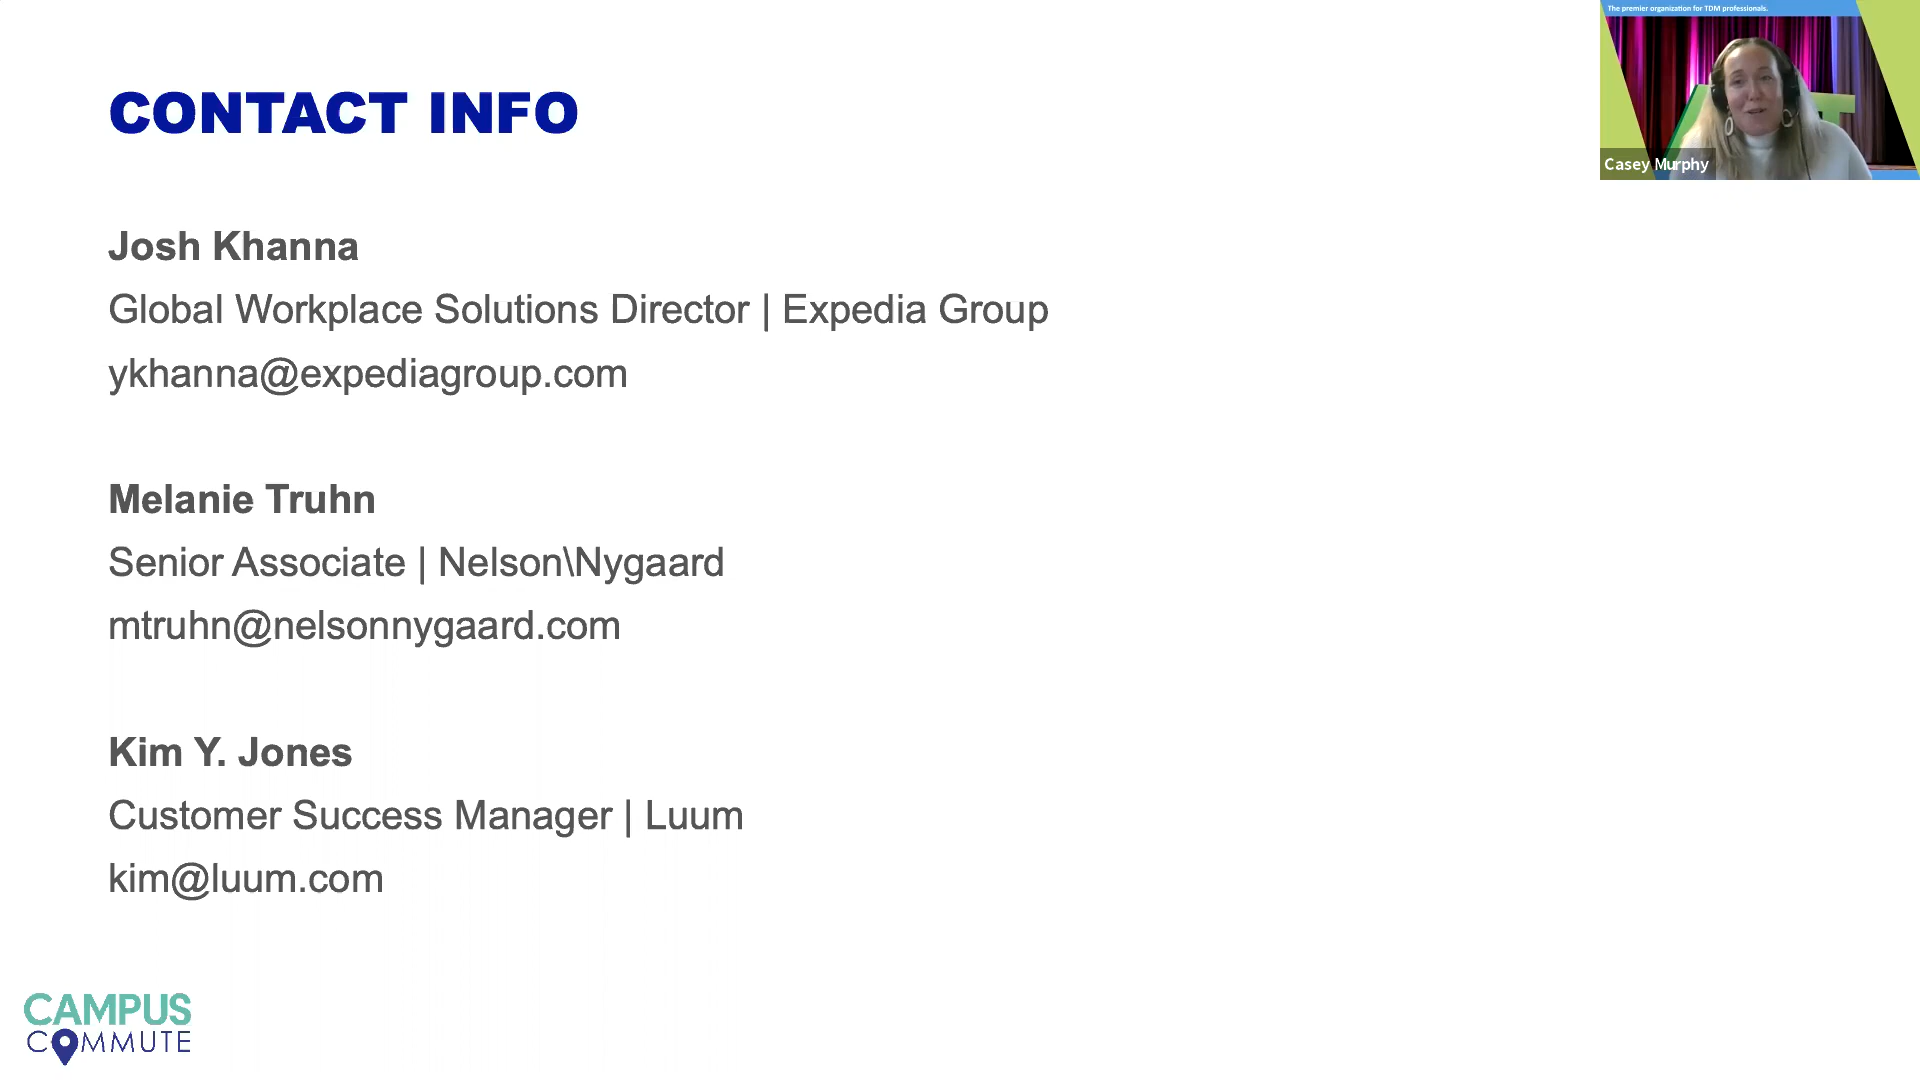 The premier organization for TDM professionals.
CONTACT INFO
Casey Murphy
Josh Khanna
Global Workplace Solutions Director | Expedia Group
ykhanna@expediagroup.com
Melanie Truhn
Senior Associate | Nelson\Nygaard
mtruhn@nelsonnygaard.com
Kim Y. Jones
Customer Success Manager | Luum
kim@luum.com
CAMPUS
COMMUTE